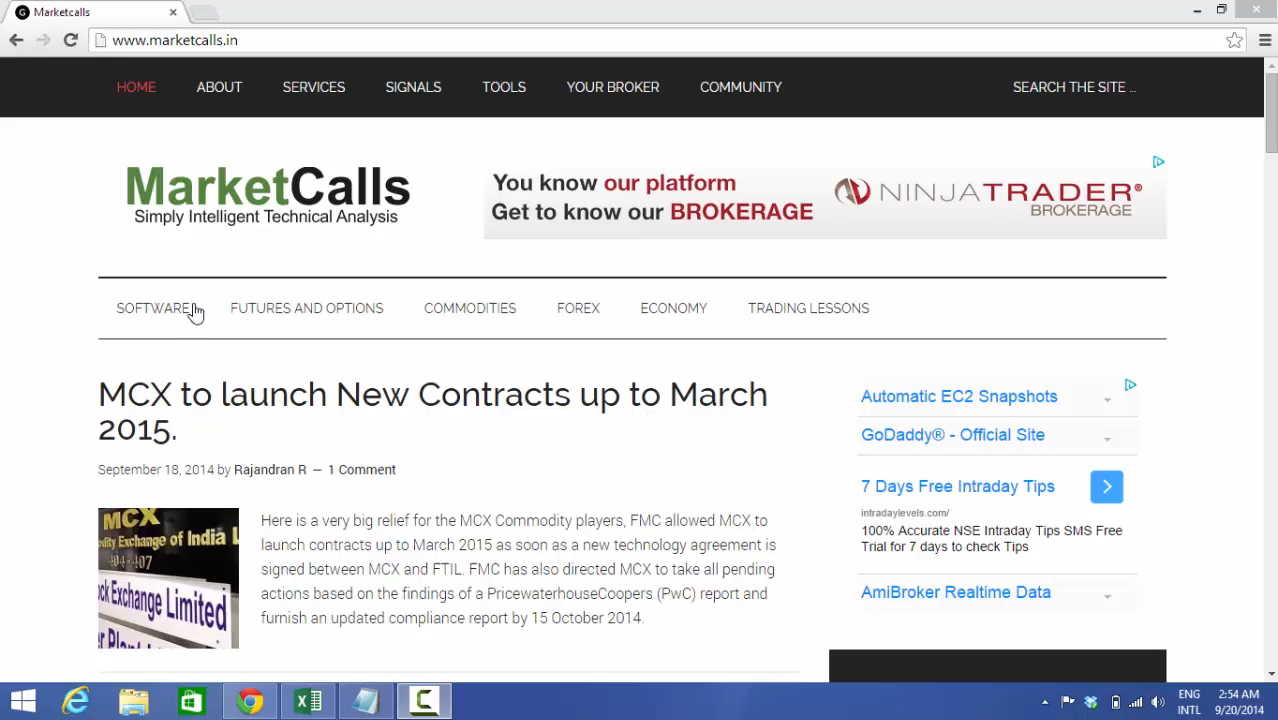 Marketcalls
www.marketcalls.in
HOME ABOUT SERVICES SIGNALS TOOLS YOUR BROKER COMMUNITY SEARCH THE SITE ...
MarketCalls
Simply Intelligent Technical Analysis
You know our platform
Get to know our BROKERAGE
NINJATRADER®
BROKERAGE
SOFTWARE FUTURES AND OPTIONS COMMODITIES FOREX ECONOMY TRADING LESSONS
MCX to launch New Contracts up to March
2015.
September 18, 2014 by Rajandran R — 1 Comment
MCX
dity Exchange of India L
404-407
ock Exchange Limited
Here is a very big relief for the MCX Commodity players, FMC allowed MCX to
launch contracts up to March 2015 as soon as a new technology agreement is
signed between MCX and FTIL. FMC has also directed MCX to take all pending
actions based on the findings of a PricewaterhouseCoopers (PwC) report and
furnish an updated compliance report by 15 October 2014.
Automatic EC2 Snapshots
GoDaddy® - Official Site
7 Days Free Intraday Tips
intradaylevels.com/
100% Accurate NSE Intraday Tips SMS Free
Trial for 7 days to check Tips
AmiBroker Realtime Data
ENG
INTL
2:54 AM
9/20/2014